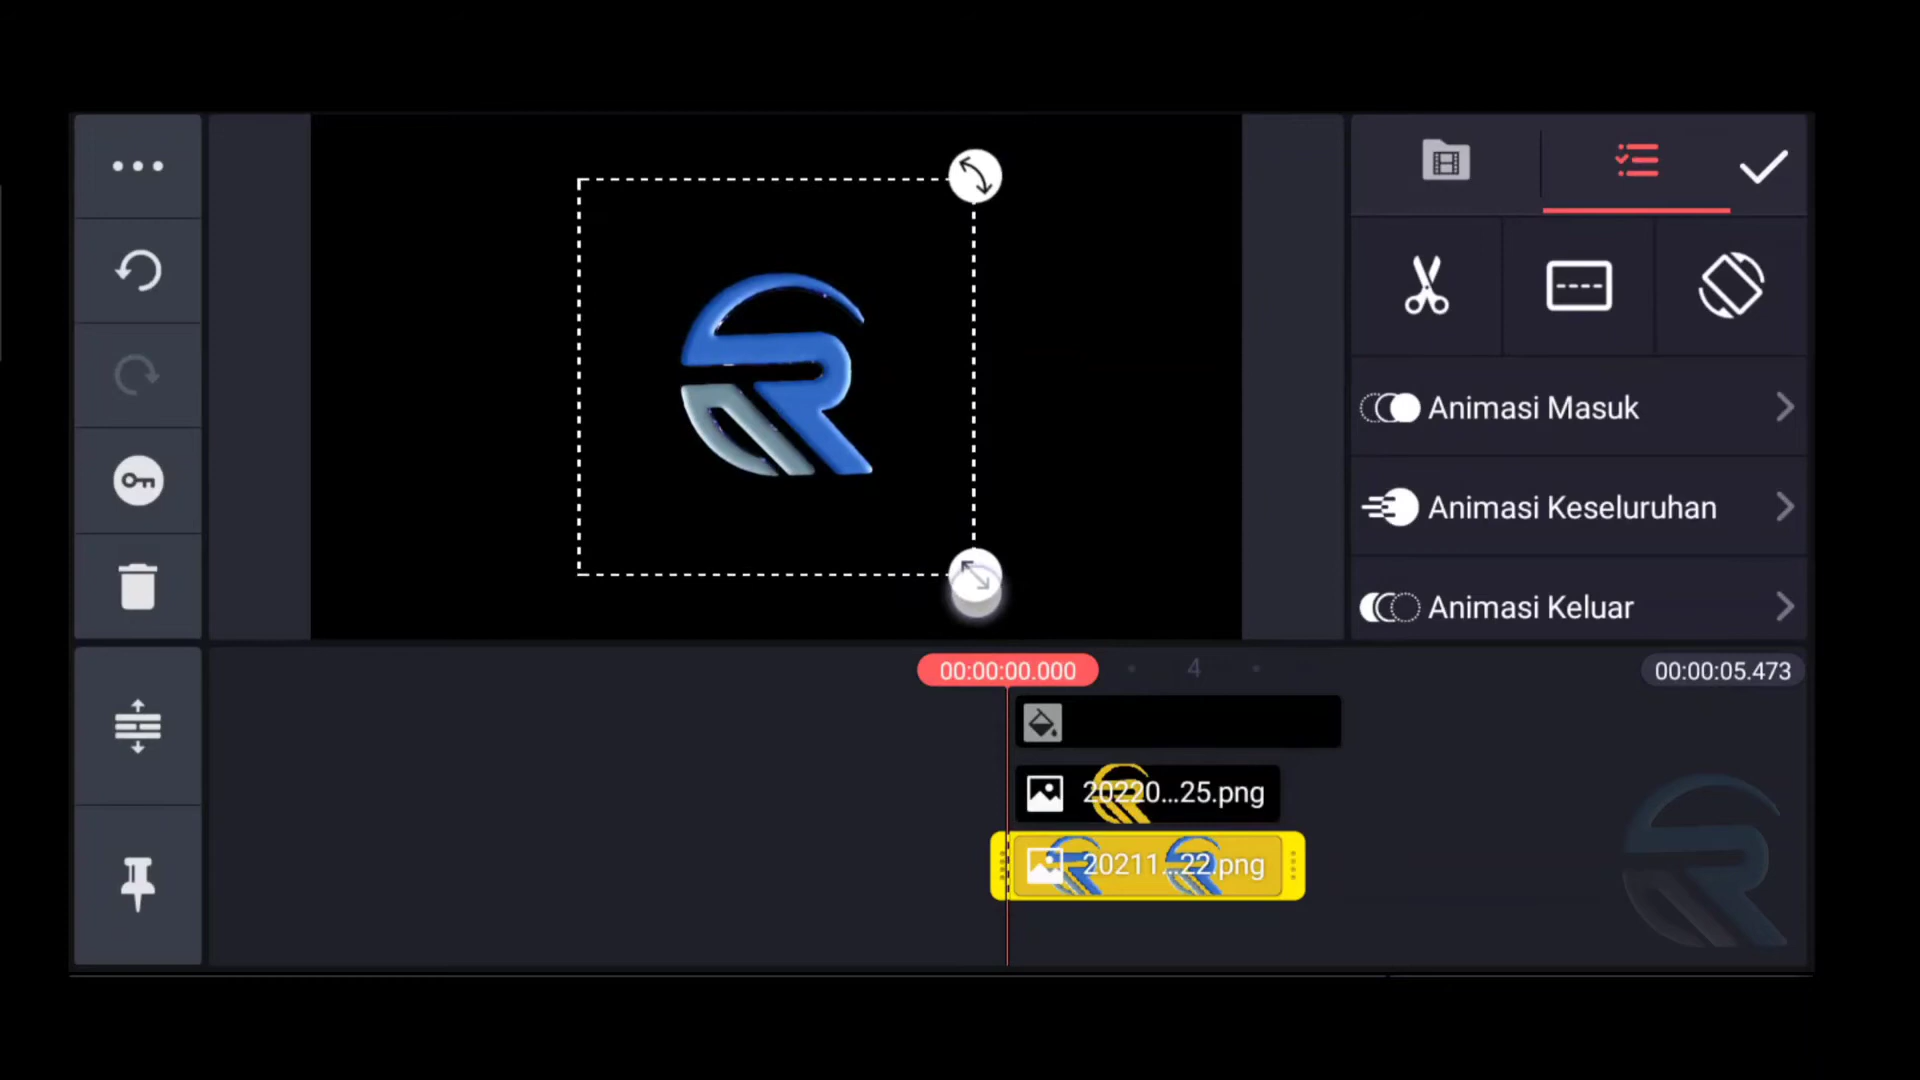 Animasi Masuk
Animasi Keseluruhan
Animasi Keluar
00:00:00.000
4
00:00:05.473
20220...25.png
20211...22.png